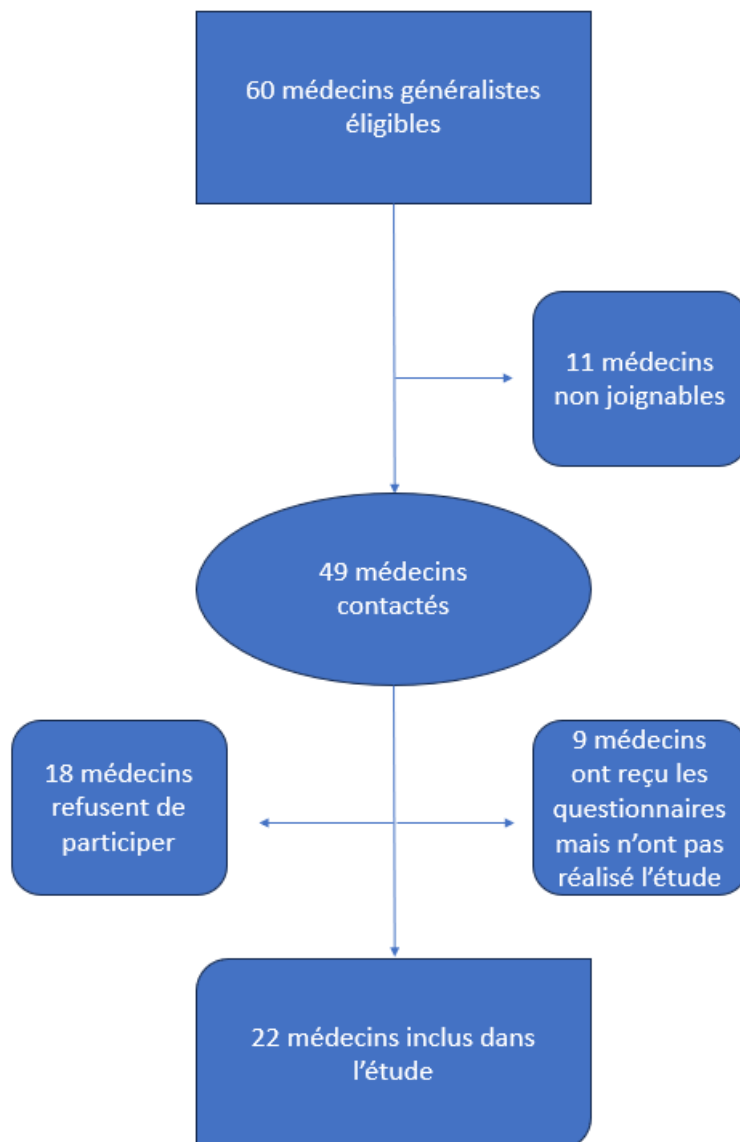 60 médecins généralistes
éligibles
11 médecins
non joignables
49 médecins
contactés
18 médecins
refusent de
participer
9 médecins
ont reçu les
questionnaires
mais n'ont pas
réalisé l'étude
22 médecins inclus dans
l'étude